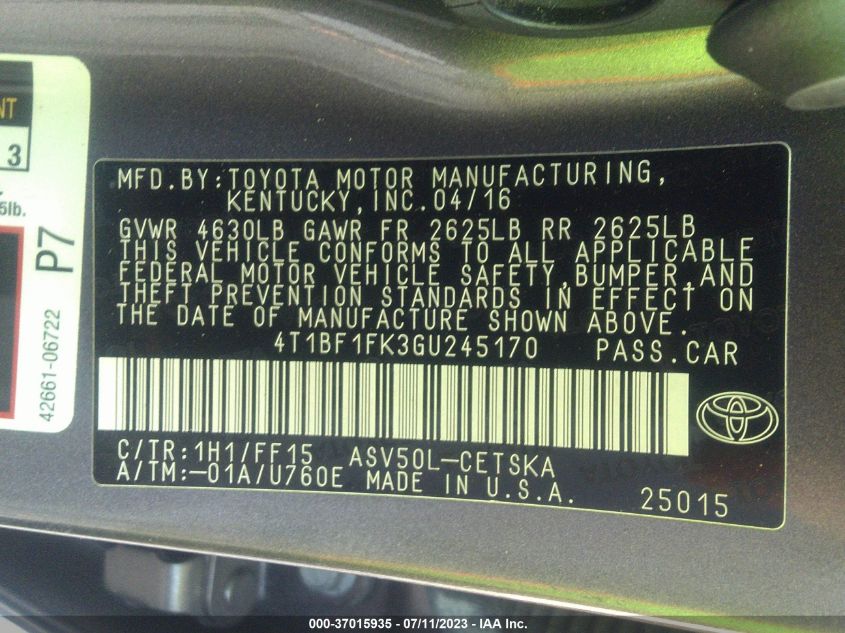 NT
3
5lb.
P7
42661-06722
MFD.BY:TOYOTA MOTOR MANUFACTURING,
KENTUCKY,INC.04/16
GVWR 4630LB GAWR FR 2625LB RR 2625LB
THIS VEHICLE CONFORMS TO ALL APPLICABLE
FEDERAL MOTOR VEHICLE SAFETY,BUMPER,AND
THEFT PREVENTION STANDARDS IN EFFECT ON
THE DATE OF MANUFACTURE SHOWN ABOVE.
4T1BF1FK3GU245170 PASS.CAR
C/TR:1H1/FF15 ASV50L-CETSKA
A/TM:-01A/U760E MADE IN U.S.A. 25015
000-37015935 - 07/11/2023 - IAA Inc.